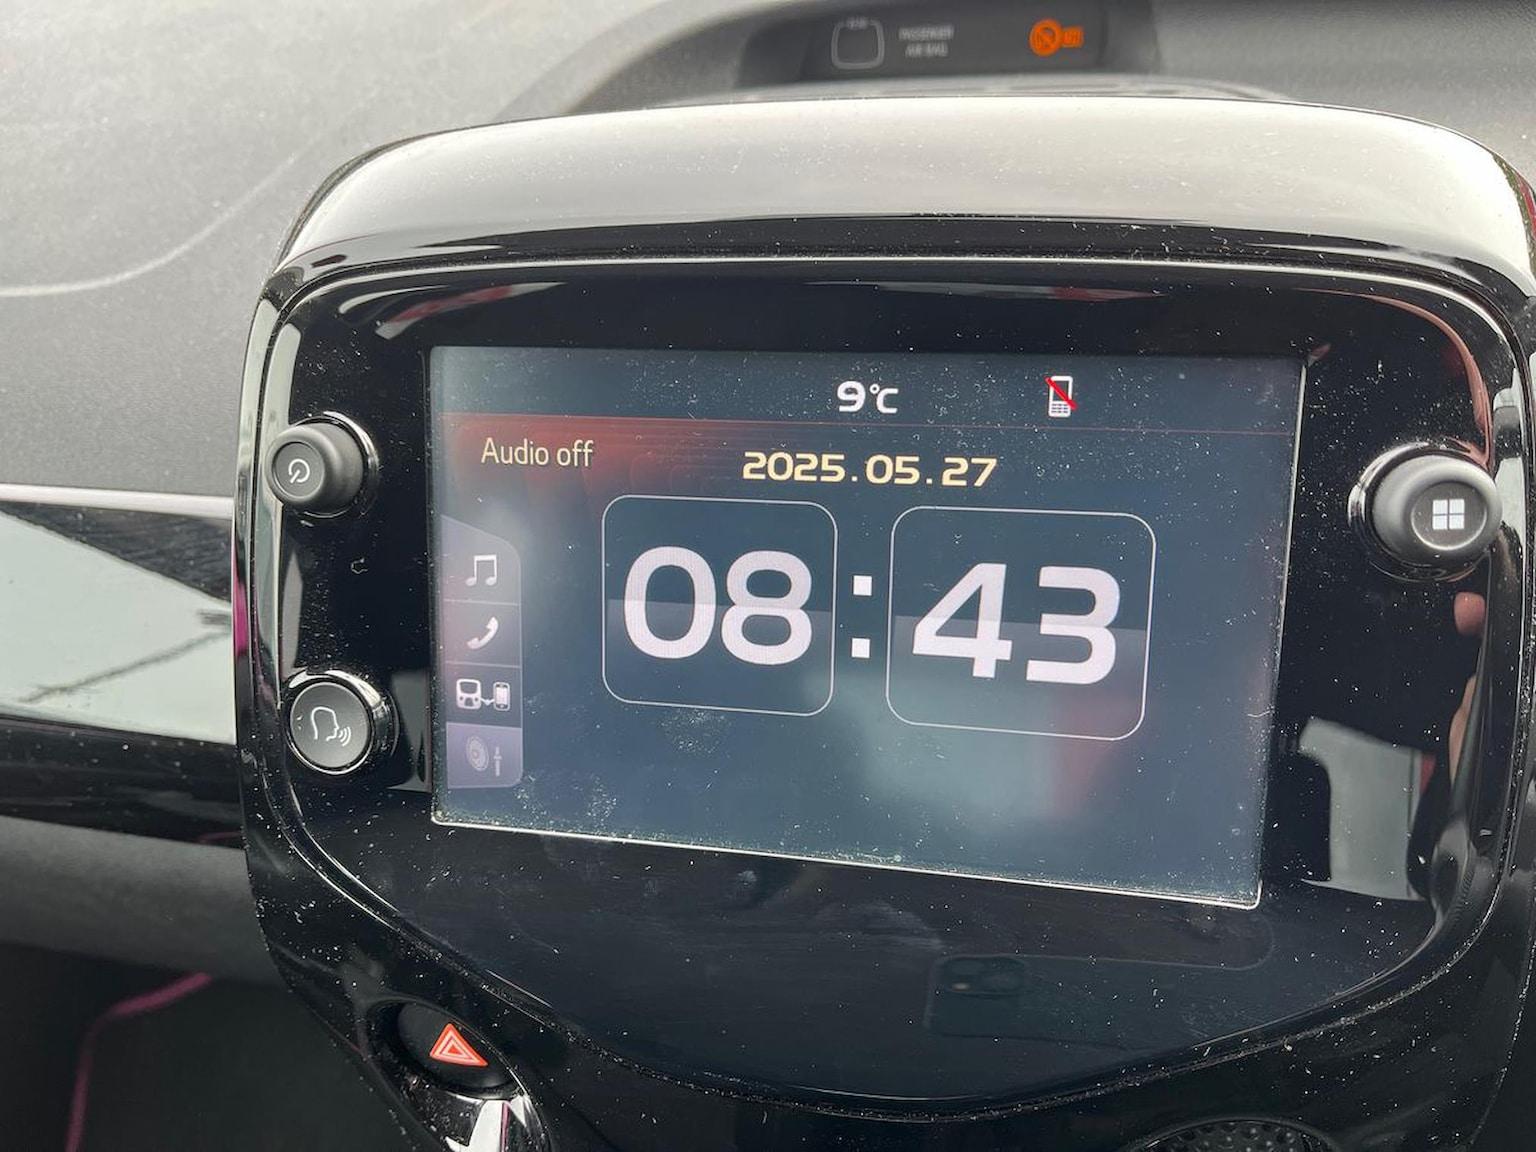 PASSENGER
AIR BAG
9°C
Audio off
2025.05.27
08:43